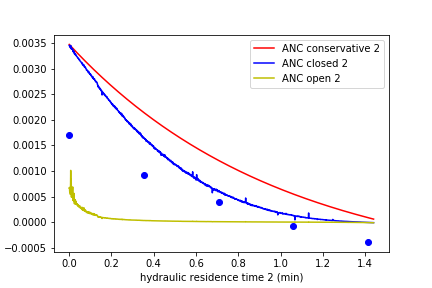 0.0035
0.0030
0.0025
0.0020
0.0015
0.0010
0.0005
0.0000
−0.0005
ANC conservative 2
ANC closed 2
ANC open 2
0.0 0.2 0.4 0.6 0.8 1.0 1.2 1.4
hydraulic residence time 2 (min)